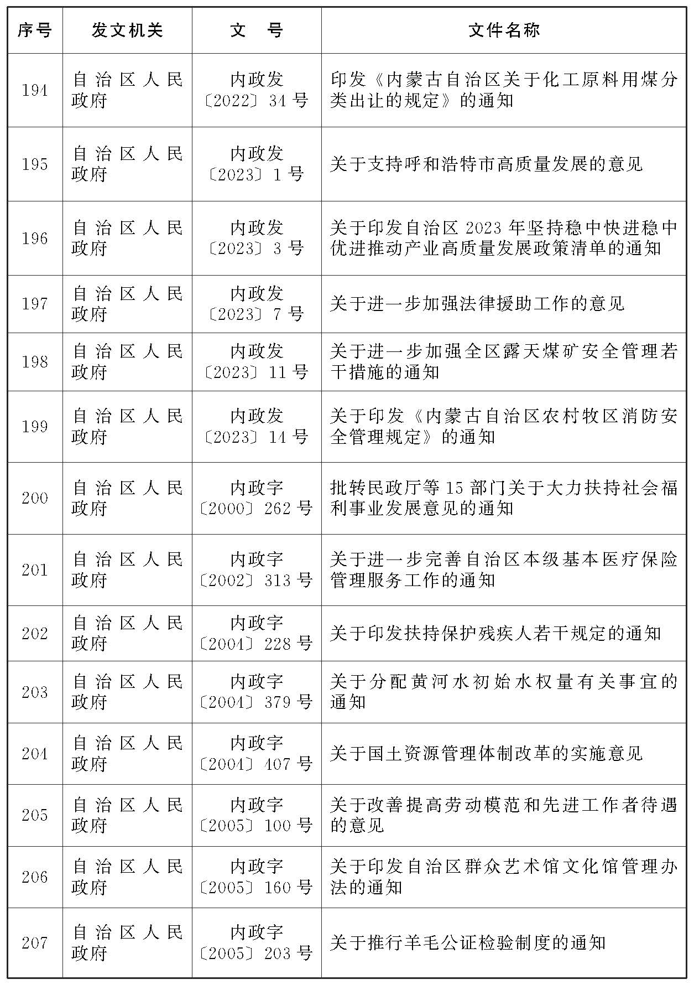 序号 发文机关 文 号 文件名称
194 自治区人民政府 内政发〔2022〕34号 印发《内蒙古自治区关于化工原料用煤分类出让的规定》的通知
195 自治区人民政府 内政发〔2023〕1号 关于支持呼和浩特市高质量发展的意见
196 自治区人民政府 内政发〔2023〕3号 关于印发自治区2023年坚持稳中快进稳中优进推动产业高质量发展政策清单的通知
197 自治区人民政府 内政发〔2023〕7号 关于进一步加强法律援助工作的意见
198 自治区人民政府 内政发〔2023〕11号 关于进一步加强全区露天煤矿安全管理若干措施的通知
199 自治区人民政府 内政发〔2023〕14号 关于印发《内蒙古自治区农村牧区消防安全管理规定》的通知
200 自治区人民政府 内政字〔2000〕262号 批转民政厅等15部门关于大力扶持社会福利事业发展意见的通知
201 自治区人民政府 内政字〔2002〕313号 关于进一步完善自治区本级基本医疗保险管理服务工作的通知
202 自治区人民政府 内政字〔2004〕228号 关于印发扶持保护残疾人若干规定的通知
203 自治区人民政府 内政字〔2004〕379号 关于分配黄河水初始水权量有关事宜的通知
204 自治区人民政府 内政字〔2004〕407号 关于国土资源管理体制改革的实施意见
205 自治区人民政府 内政字〔2005〕100号 关于改善提高劳动模范和先进工作者待遇的意见
206 自治区人民政府 内政字〔2005〕160号 关于印发自治区群众艺术馆文化馆管理办法的通知
207 自治区人民政府 内政字〔2005〕203号 关于推行羊毛公证检验制度的通知